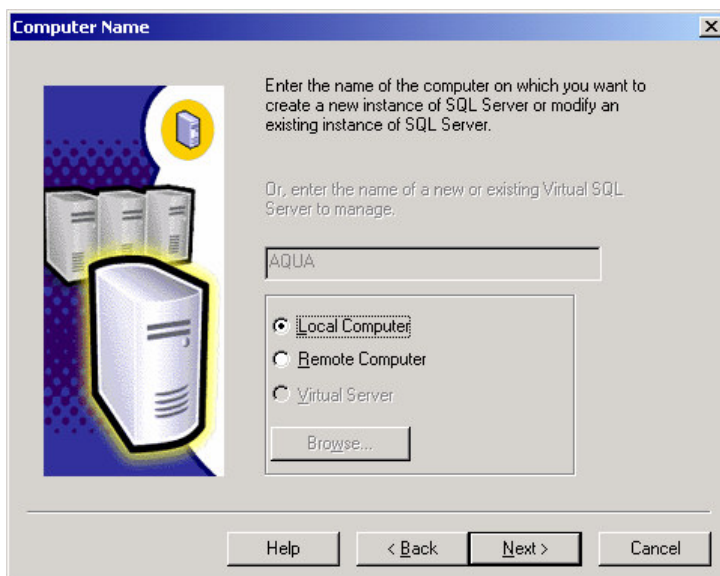 Computer Name
Enter the name of the computer on which you want to
create a new instance of SQL Server or modify an
existing instance of SQL Server.
Or, enter the name of a new or existing Virtual SQL
Server to manage.
AQUA
Local Computer
Remote Computer
Virtual Server
Browse...
Help
< Back
Next >
Cancel